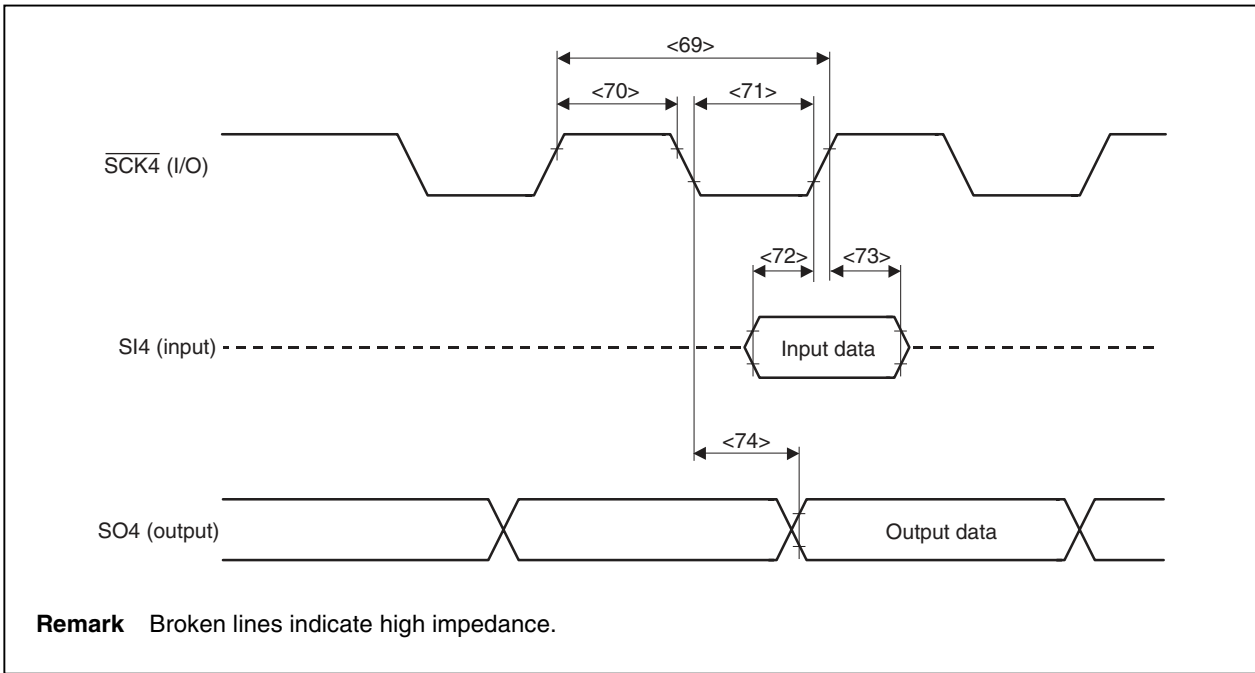 <69>
<70> <71>
S̅C̅K̅4̅ (I/O)
<72> <73>
SI4 (input) Input data
<74>
SO4 (output) Output data
Remark Broken lines indicate high impedance.